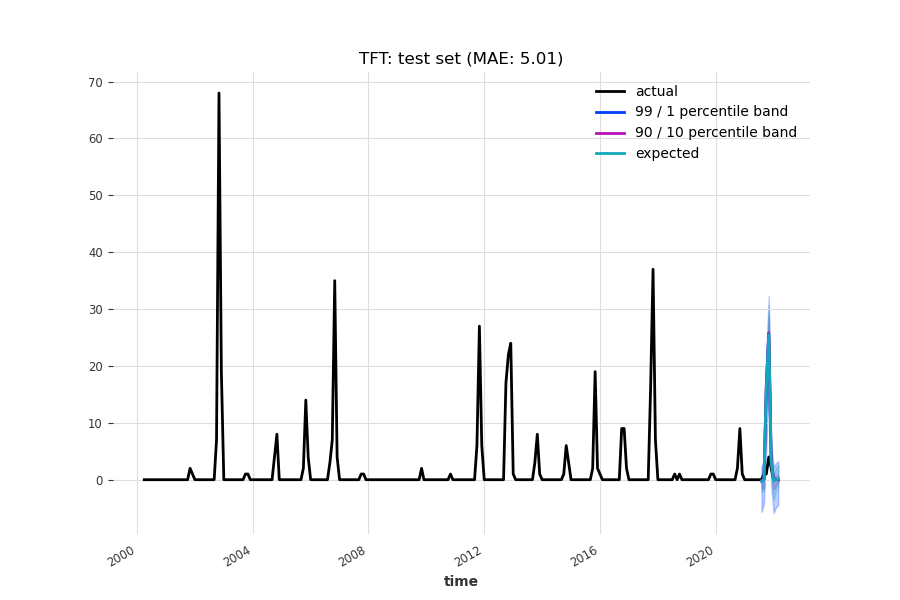 TFT: test set (MAE: 5.01)
actual
99 / 1 percentile band
90 / 10 percentile band
expected
70
60
50
40
30
20
10
0
2000
2004
2008
2012
2016
2020
time